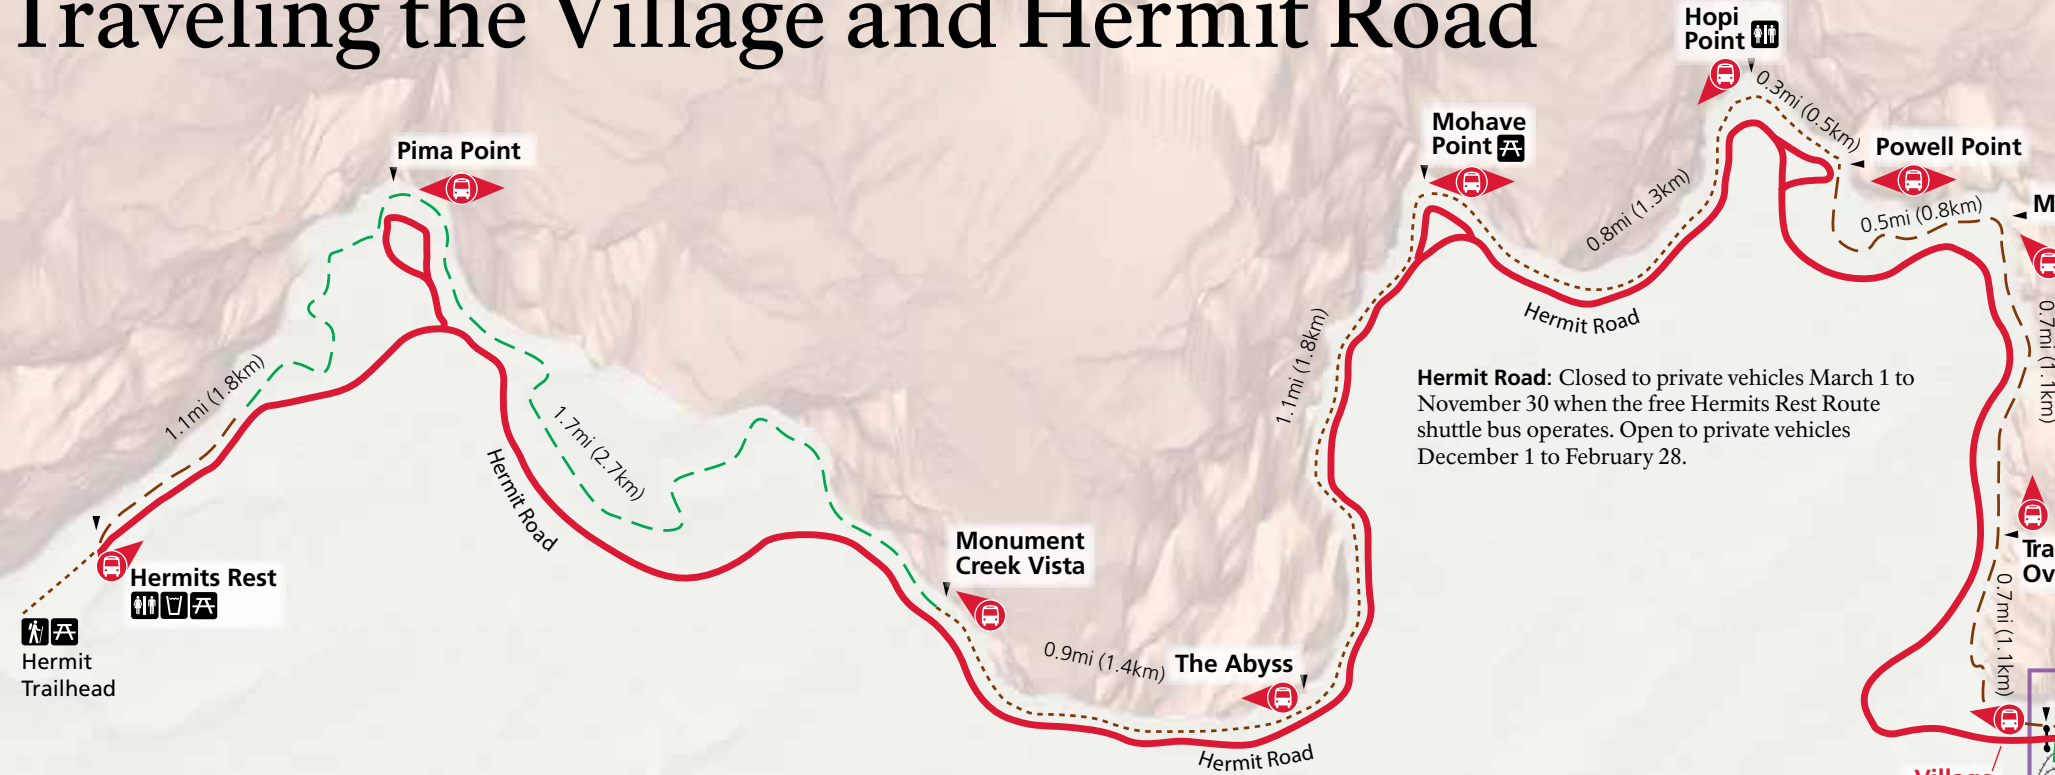 Traveling the Village and Hermit Road
Hopi
Point
0.3mi (0.5km)
Mohave
Point
Powell Point
Pima Point
0.8mi (1.3km)
0.5mi (0.8km)
M
Hermit Road
0.7mi (1.1km)
1.1mi (1.8km)
1.1mi (1.8km)
Hermit Road: Closed to private vehicles March 1 to
November 30 when the free Hermits Rest Route
shuttle bus operates. Open to private vehicles
December 1 to February 28.
1.7mi (2.7km)
Hermit Road
Monument
Creek Vista
Tra
Ov
Hermits Rest
0.7mi (1.1km)
0.9mi (1.4km)
The Abyss
Hermit
Trailhead
Hermit Road
Village